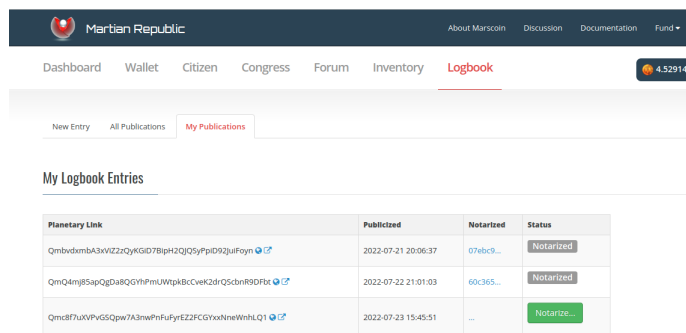 Martian Republic
About Marscoin Discussion Documentation Fund
Dashboard Wallet Citizen Congress Forum Inventory Logbook
4.52914
New Entry All Publications My Publications
My Logbook Entries
Planetary Link Publicized Notarized Status
QmbvdxmbA3xViZ2zQyKGiD7BipH2QJQSyPpiD92JuiFoyn 2022-07-21 20:06:37 07ebc9... Notarized
QmQ4mj85apQgDa8QGYhPmUWtpkBcCveK2drQScbnR9DFbt 2022-07-22 21:01:03 60c365... Notarized
Qmc8f7uXVPvGSQpw7A3nwPnFuFyrEZ2FCGYxxNneWnhLQ1 2022-07-23 15:45:51 ... Notarize...